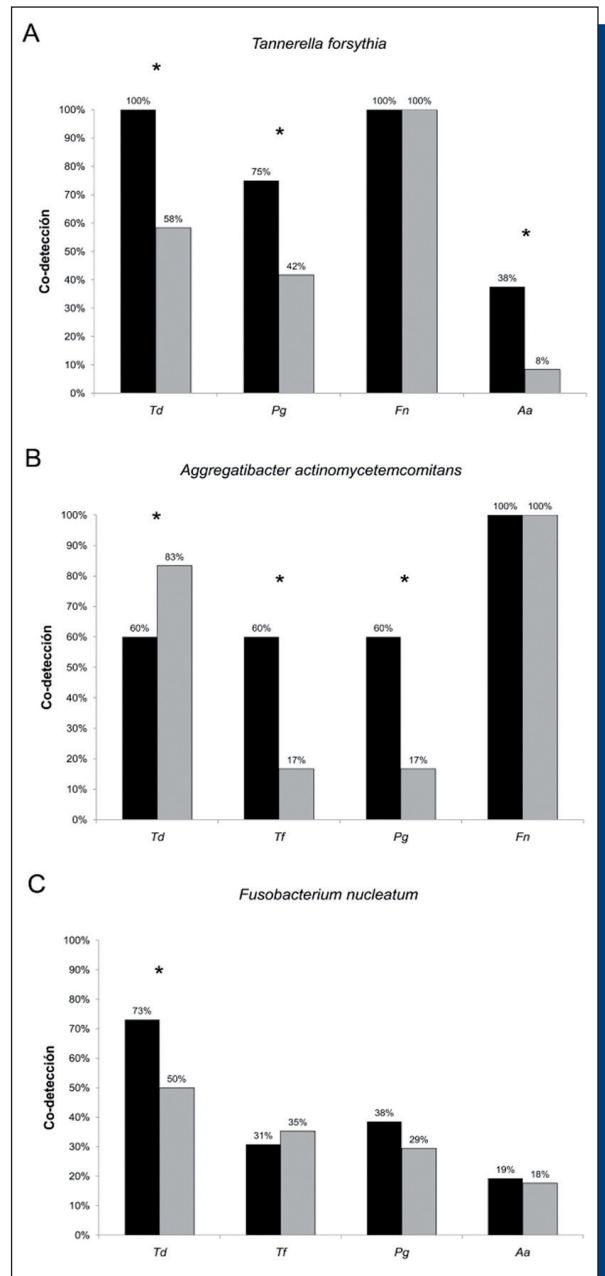 A
Tannerella forsythia
* * *
100% 75% 100% 100%
58% 42% 38% 8%
Co-detección
100%
90%
80%
70%
60%
50%
40%
30%
20%
10%
0%
Td Pg Fn Aa
B
Aggregatibacter actinomycetemcomitans
* * *
60% 83% 60% 17% 60% 17% 100% 100%
Co-detección
100%
90%
80%
70%
60%
50%
40%
30%
20%
10%
0%
Td Tf Pg Fn
C
Fusobacterium nucleatum
*
73% 50% 31% 35% 38% 29% 19% 18%
Co-detección
100%
90%
80%
70%
60%
50%
40%
30%
20%
10%
0%
Td Tf Pg Aa